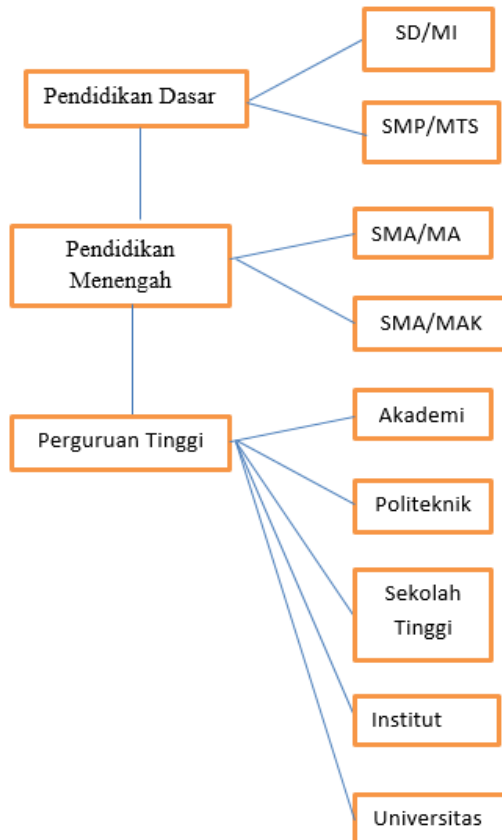 Pendidikan Dasar
SD/MI
SMP/MTS
Pendidikan
Menengah
SMA/MA
SMA/MAK
Perguruan Tinggi
Akademi
Politeknik
Sekolah
Tinggi
Institut
Universitas